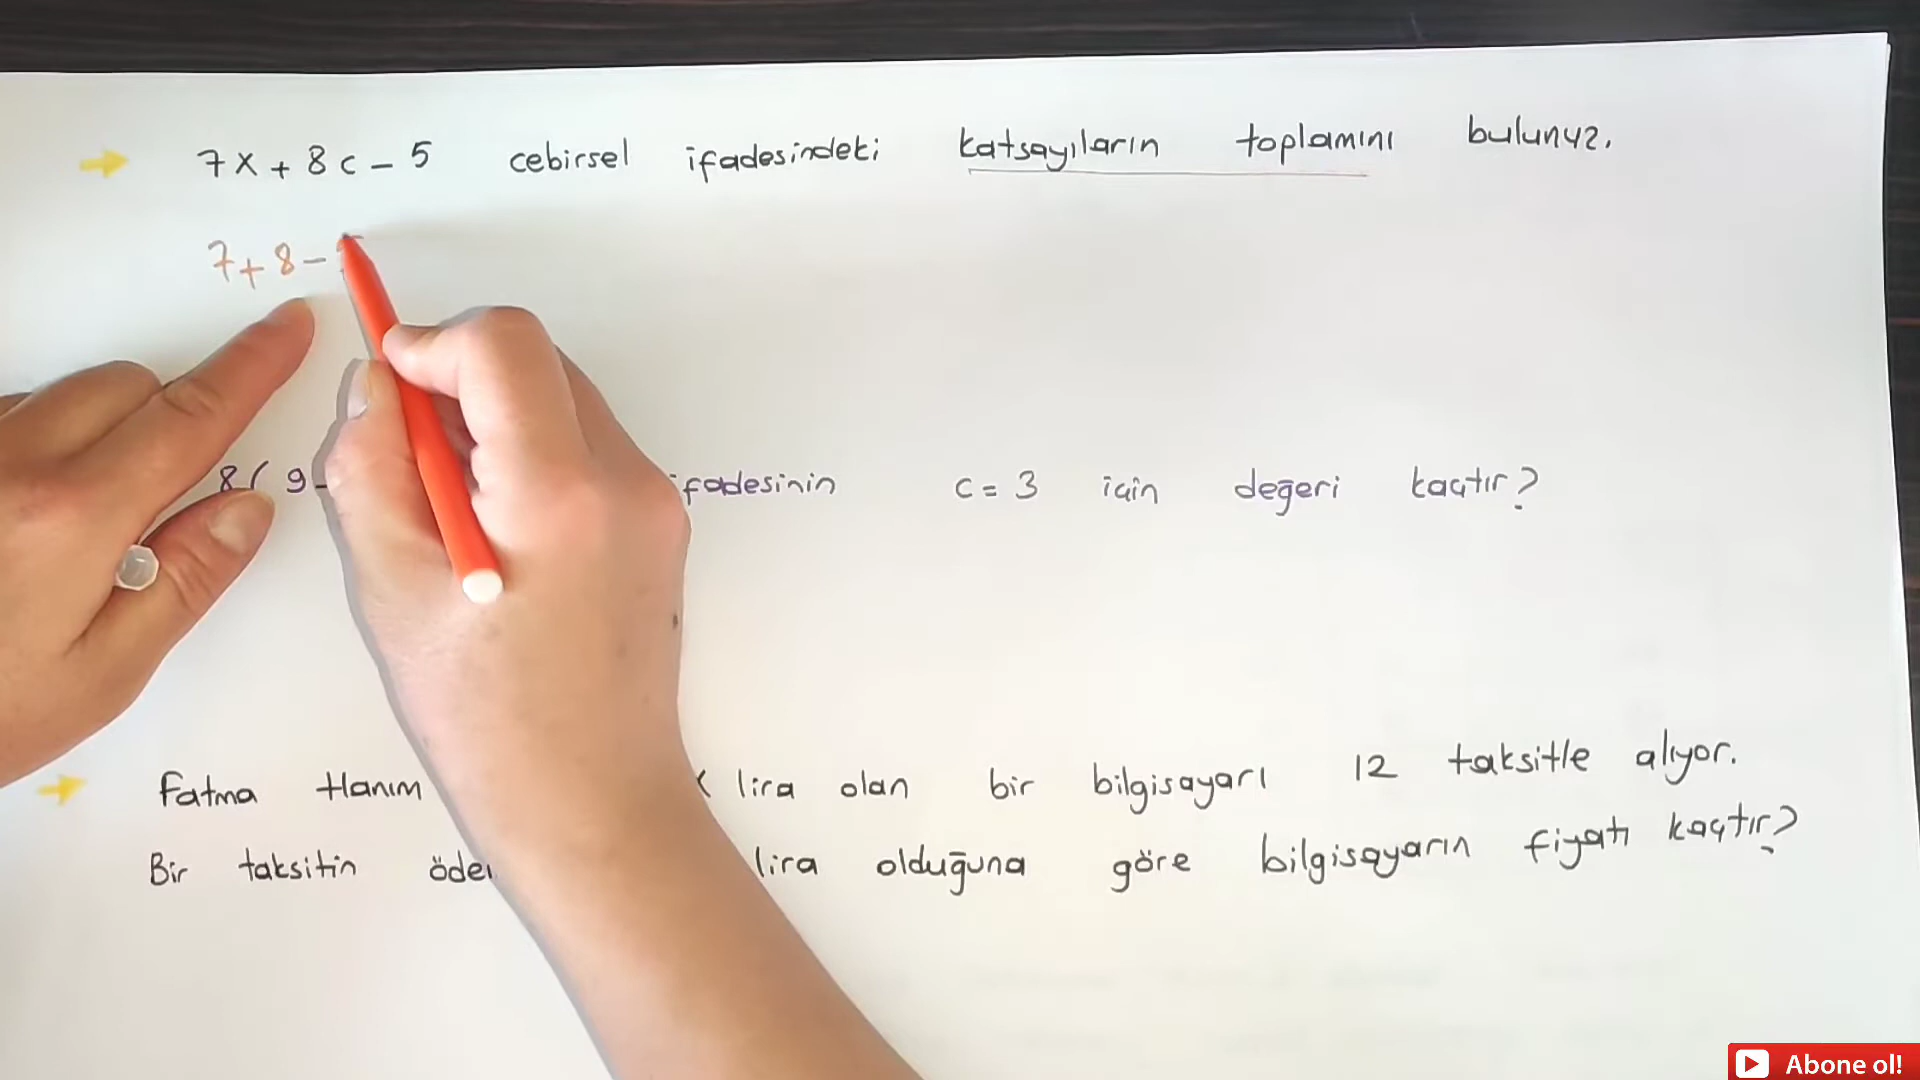 7x + 8c - 5 cebirsel ifadesindeki katsayıların toplamını bulunuz.
7 + 8 -
8( 9- ifadesinin c = 3 için değeri kaçtır?
Fatma Hanım x lira olan bir bilgisayarı 12 taksitle alıyor.
Bir taksitin lira olduğuna göre bilgisayarın fiyatı kaçtır?
Abone ol!